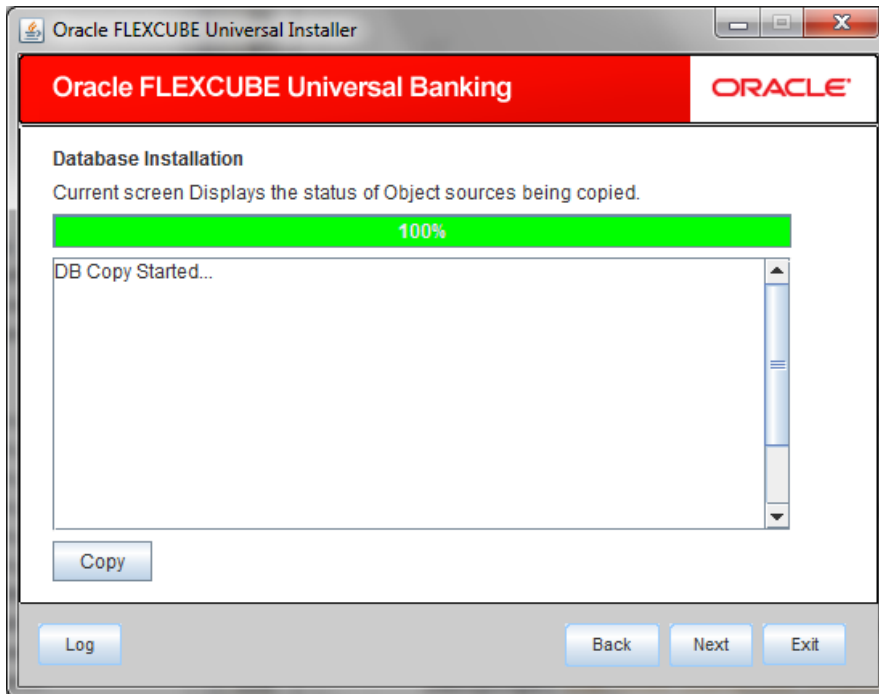 Oracle FLEXCUBE Universal Installer
Oracle FLEXCUBE Universal Banking
ORACLE
Database Installation
Current screen Displays the status of Object sources being copied.
100%
DB Copy Started...
Copy
Log
Back
Next
Exit